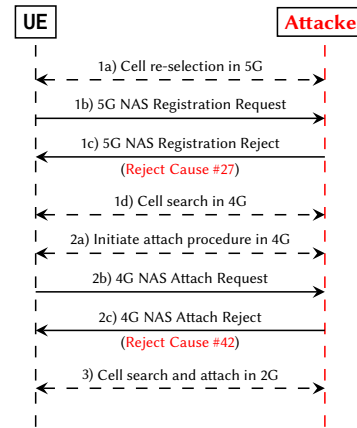 UE Attacke
1a) Cell re-selection in 5G
1b) 5G NAS Registration Request
1c) 5G NAS Registration Reject
(Reject Cause #27)
1d) Cell search in 4G
2a) Initiate attach procedure in 4G
2b) 4G NAS Attach Request
2c) 4G NAS Attach Reject
(Reject Cause #42)
3) Cell search and attach in 2G